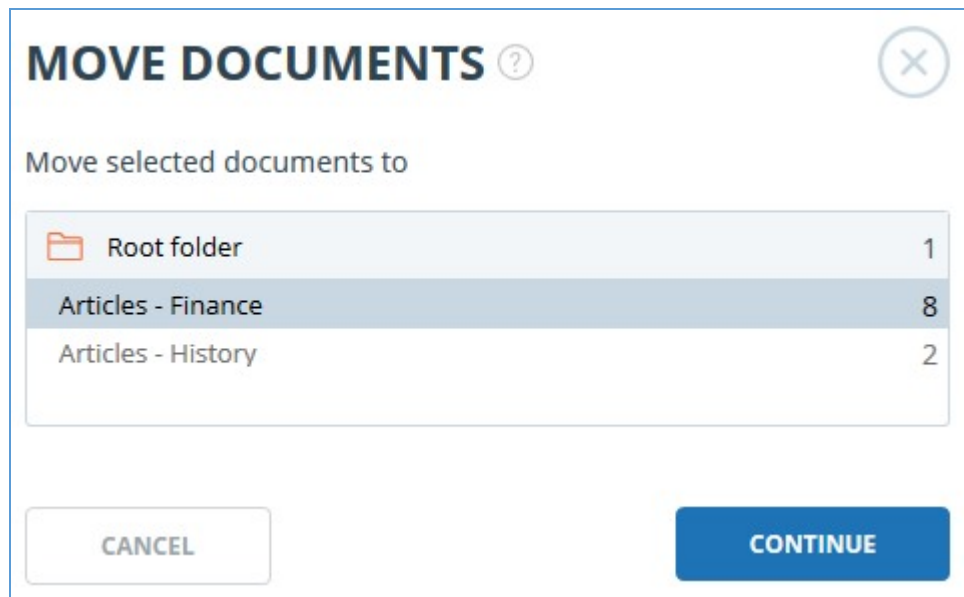 MOVE DOCUMENTS ?
Move selected documents to
Root folder 1
Articles - Finance 8
Articles - History 2
CANCEL CONTINUE